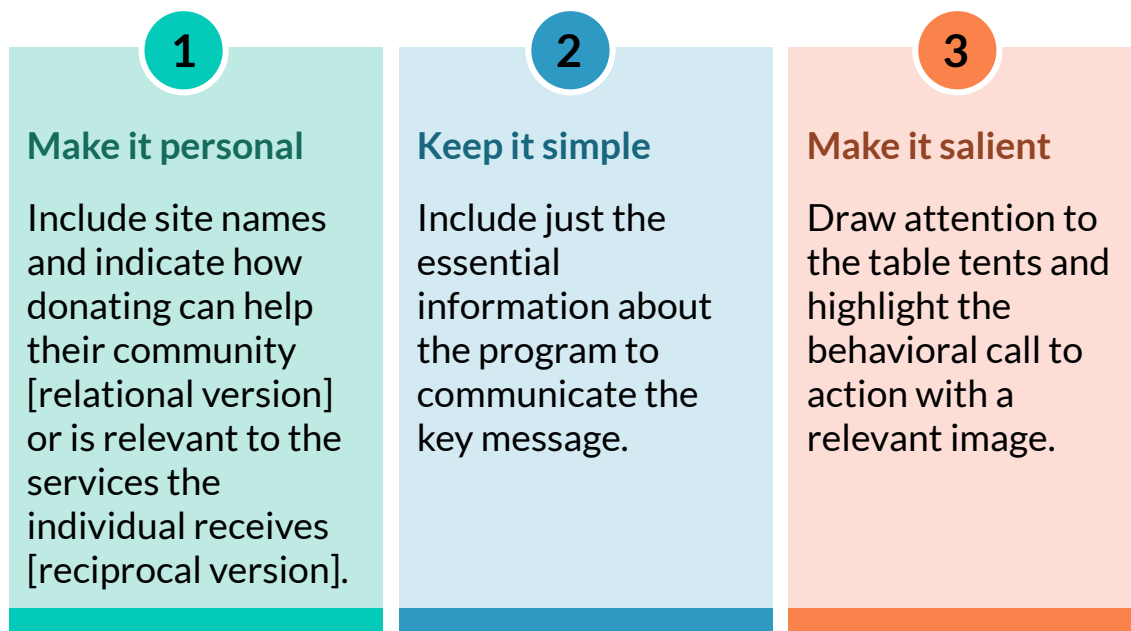 1
Make it personal
Include site names
and indicate how
donating can help
their community
[relational version]
or is relevant to the
services the
individual receives
[reciprocal version].
2
Keep it simple
Include just the
essential
information about
the program to
communicate the
key message.
3
Make it salient
Draw attention to
the table tents and
highlight the
behavioral call to
action with a
relevant image.